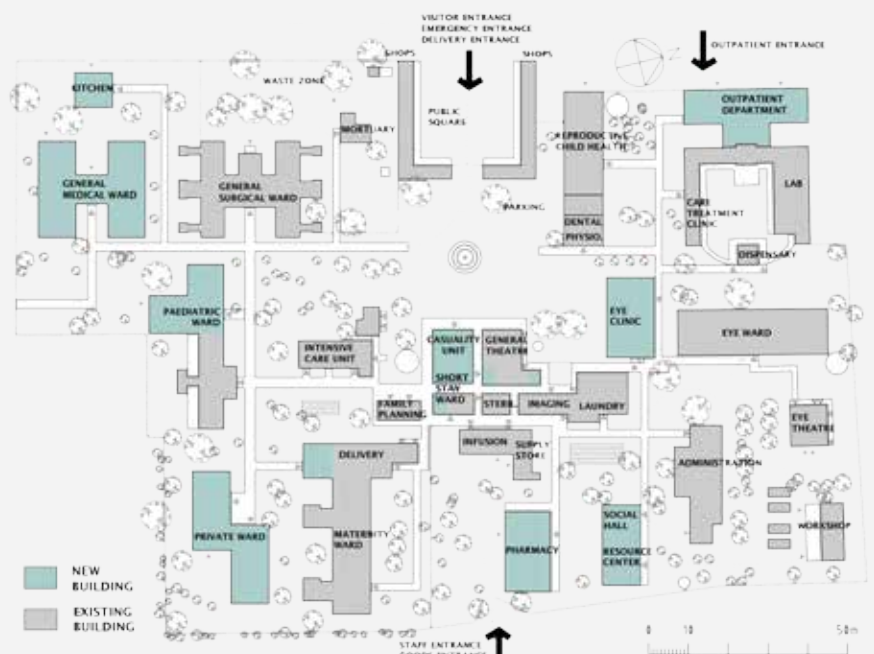 VISITOR ENTRANCE
EMERGENCY ENTRANCE
DELIVERY ENTRANCE
OUTPATIENT ENTRANCE
SHOPS
SHOPS
WASTE ZONE
KITCHEN
PUBLIC
SQUARE
MORTUARY
REPRODUCTIVE
CHILD HEALTH
OUTPATIENT
DEPARTMENT
GENERAL
MEDICAL WARD
GENERAL
SURGICAL WARD
PARKING
DENTAL
PHYSIO.
CARE
TREATMENT
CLINIC
LAB
DISPENSARY
PAEDIATRIC
WARD
EYE
CLINIC
EYE WARD
INTENSIVE
CARE UNIT
CASUALITY
UNIT
GENERAL
THEATRE
SHORT
STAY
WARD
STERI.
IMAGING
LAUNDRY
FAMILY
PLANNING
EYE
THEATRE
INFUSION
SUPPLY
STORE
DELIVERY
ADMINISTRATION
PRIVATE WARD
MATERNITY
WARD
PHARMACY
SOCIAL
HALL
RESOURCE
CENTER
WORKSHOP
NEW
BUILDING
EXISTING
BUILDING
0 10 50m
STAFF ENTRANCE